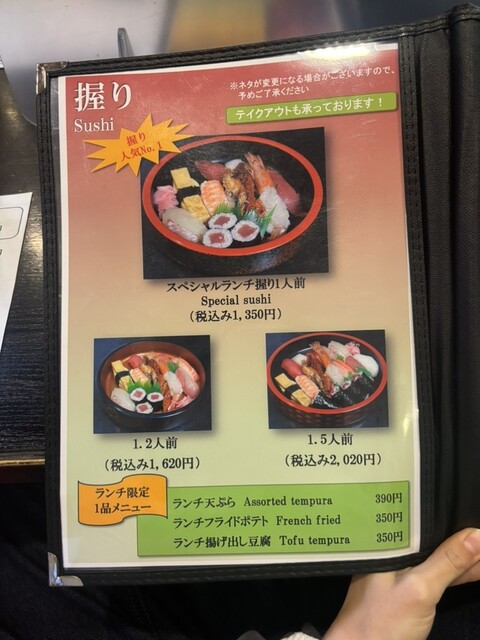 握り
Sushi
※ネタが変更になる場合がございますので、
予めご了承ください
テイクアウトも承っております!
握り
人気No.1
スペシャルランチ握り1人前
Special sushi
(税込み1,350円)
1.2人前
(税込み1,620円)
1.5人前
(税込み2,020円)
ランチ限定
1品メニュー
ランチ天ぷら Assorted tempura 390円
ランチフライドポテト French fried 350円
ランチ揚げ出し豆腐 Tofu tempura 350円